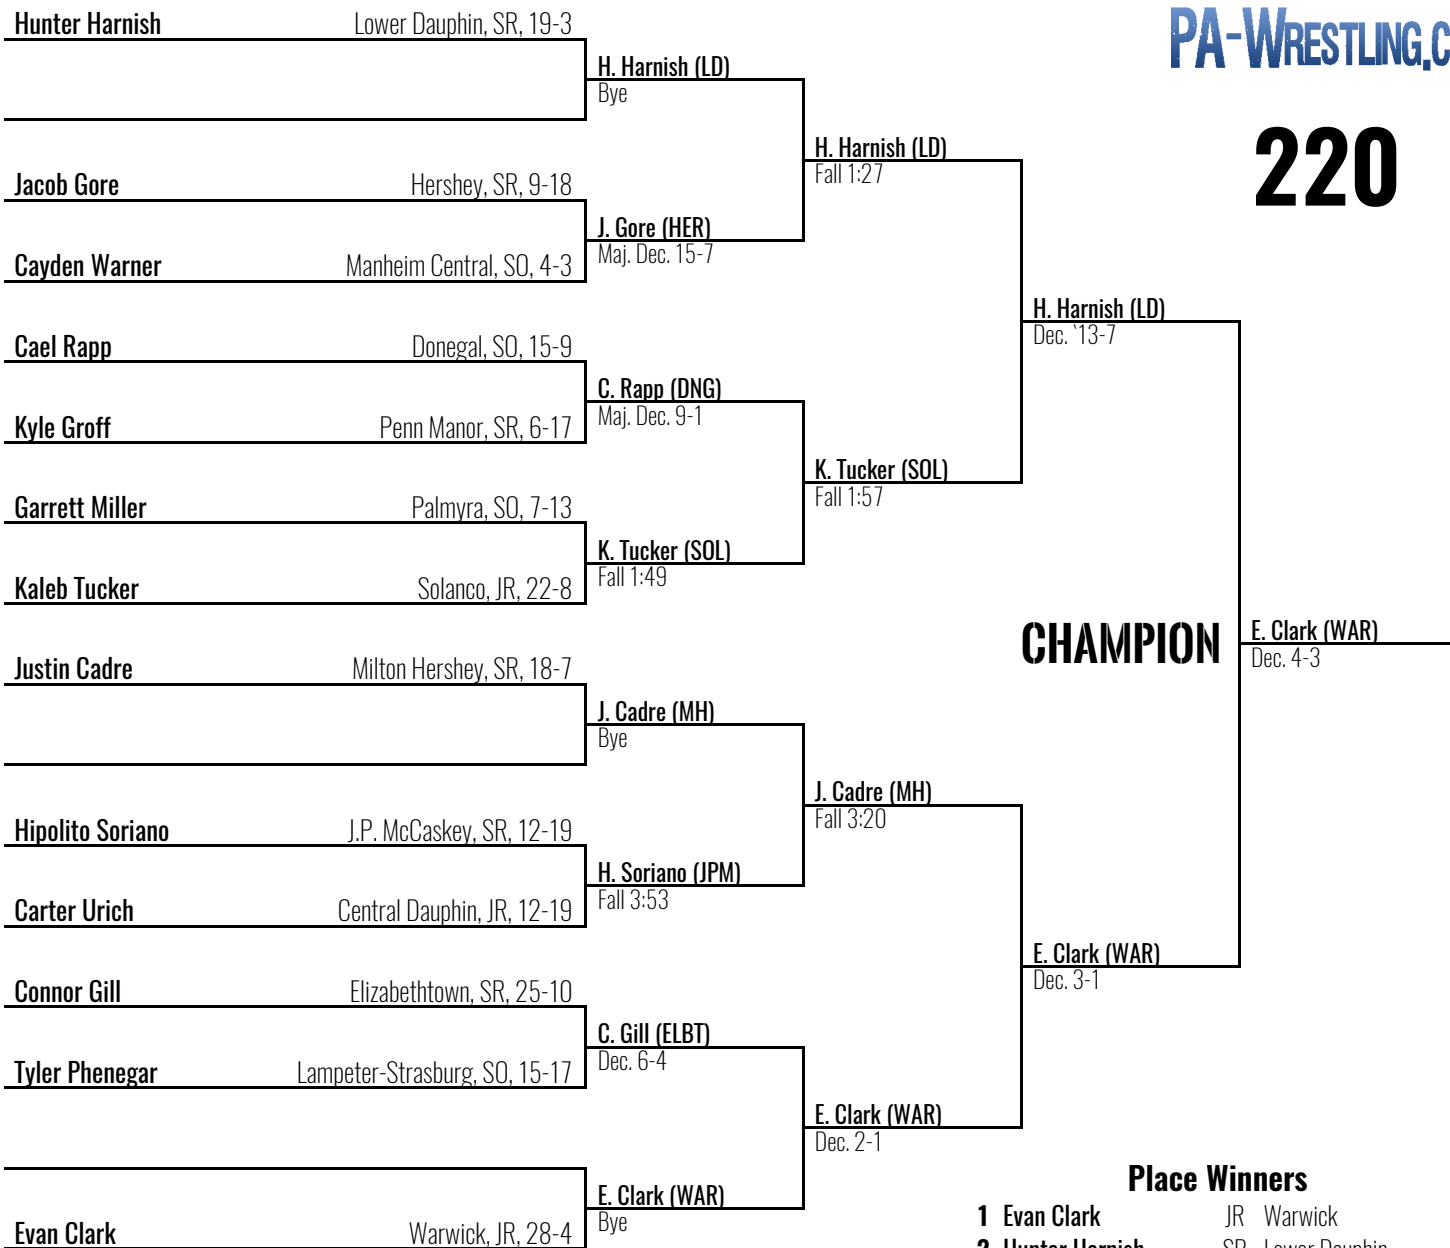 Hunter Harnish Lower Dauphin, SR, 19-3
PA-WRESTLING.C
H. Harnish (LD)
Bye
220
H. Harnish (LD)
Fall 1:27
Jacob Gore Hershey, SR, 9-18
J. Gore (HER)
Maj. Dec. 15-7
Cayden Warner Manheim Central, SO, 4-3
H. Harnish (LD)
Dec. `13-7
Cael Rapp Donegal, SO, 15-9
C. Rapp (DNG)
Maj. Dec. 9-1
Kyle Groff Penn Manor, SR, 6-17
K. Tucker (SOL)
Fall 1:57
Garrett Miller Palmyra, SO, 7-13
K. Tucker (SOL)
Fall 1:49
Kaleb Tucker Solanco, JR, 22-8
CHAMPION
E. Clark (WAR)
Dec. 4-3
Justin Cadre Milton Hershey, SR, 18-7
J. Cadre (MH)
Bye
J. Cadre (MH)
Fall 3:20
Hipolito Soriano J.P. McCaskey, SR, 12-19
H. Soriano (JPM)
Fall 3:53
Carter Urich Central Dauphin, JR, 12-19
E. Clark (WAR)
Dec. 3-1
Connor Gill Elizabethtown, SR, 25-10
C. Gill (ELBT)
Dec. 6-4
Tyler Phenegar Lampeter-Strasburg, SO, 15-17
E. Clark (WAR)
Dec. 2-1
E. Clark (WAR)
Bye
Evan Clark Warwick, JR, 28-4
Place Winners
1 Evan Clark JR Warwick
2 Hunter Harnish SR Lower Dauphin